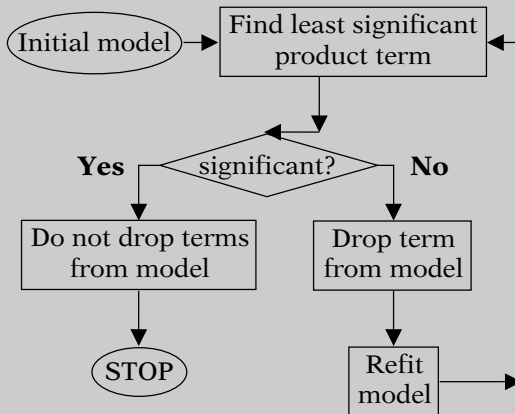 Initial model
Find least significant
product term
Yes
significant?
No
Do not drop terms
from model
Drop term
from model
STOP
Refit
model